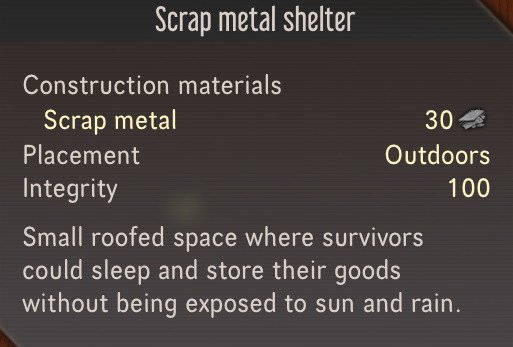 Scrap metal shelter
Construction materials
Scrap metal 30
Placement Outdoors
Integrity 100
Small roofed space where survivors
could sleep and store their goods
without being exposed to sun and rain.